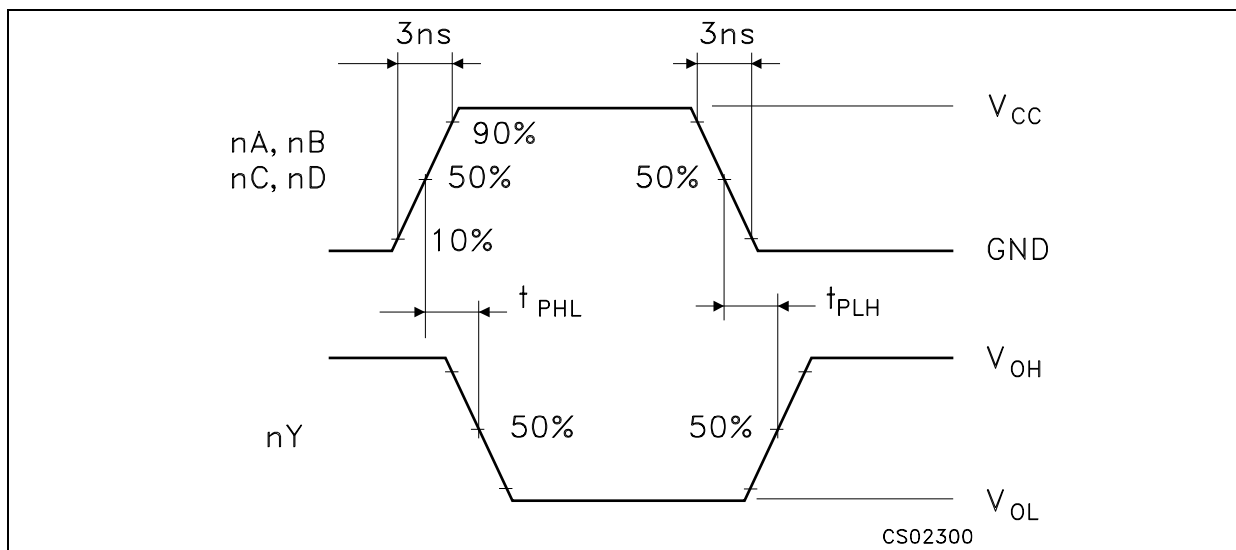 3ns 3ns
V CC
nA, nB
nC, nD
90%
50% 50%
10%
GND
t PHL t PLH
V OH
nY
50% 50%
V OL
CS02300